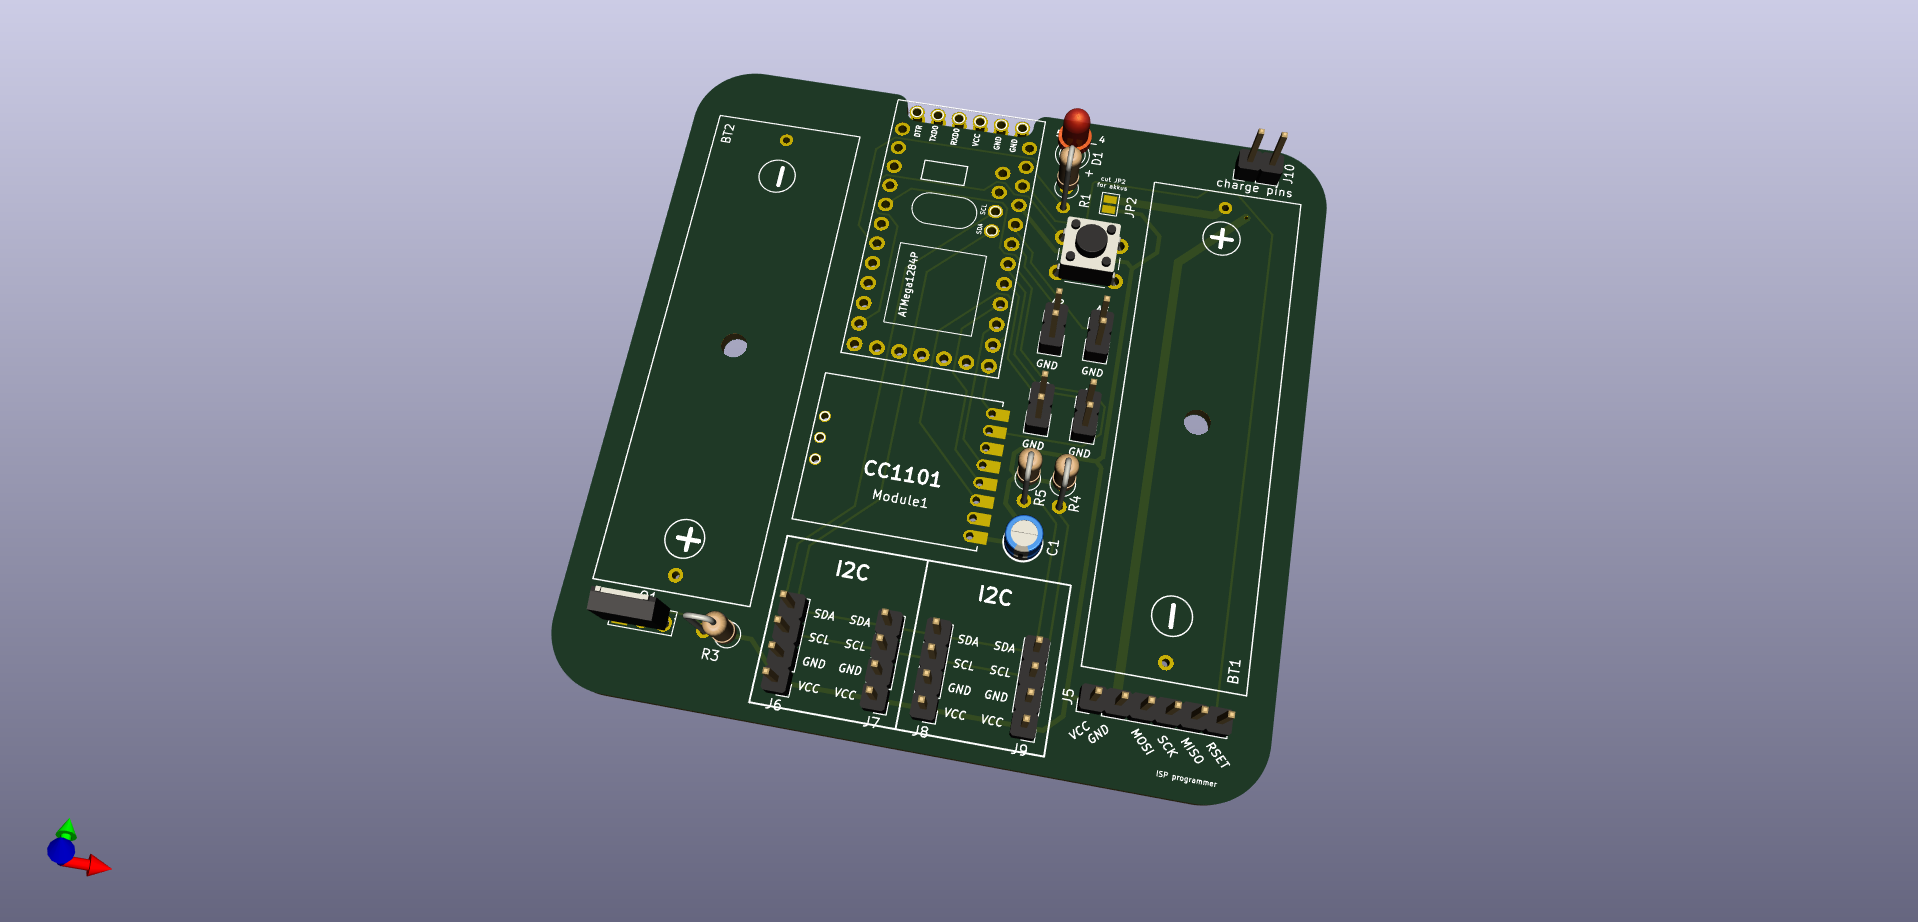 BT2
DTR
TXDO
RXDO
VCC
GND
GND
D1
+
R1
cut JP2
for akkus
JP2
J10
charge pins
SCL
SDA
ATMega1284P
GND
GND
GND
GND
CC1101
Module1
R5
R4
C1
I2C
I2C
R3
SDA SDA
SCL SCL
GND GND
VCC VCC
SDA SDA
SCL SCL
GND GND
VCC VCC
J6
J7
J8
J9
BT1
J5
VCC
GND
MOSI
SCK
MISO
RSET
ISP programmer